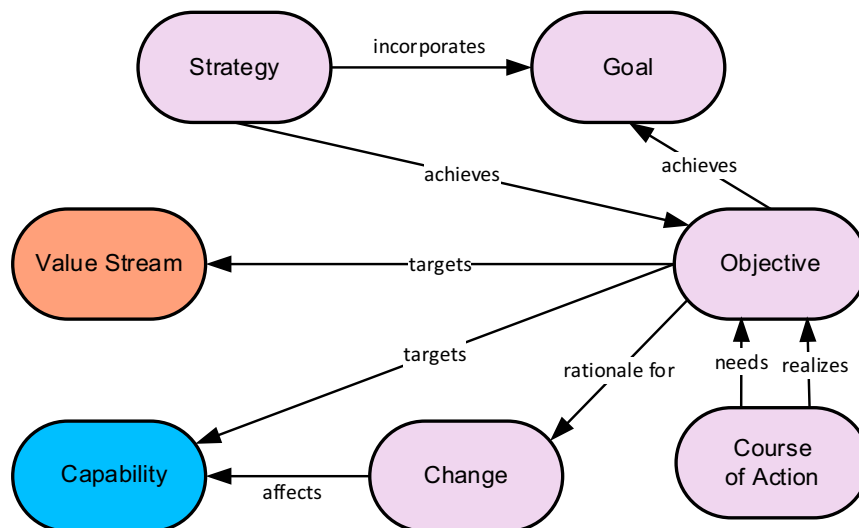 incorporates
Strategy
Goal
achieves
achieves
Value Stream
targets
Objective
targets
rationale for
needs
realizes
Capability
affects
Change
Course
of Action